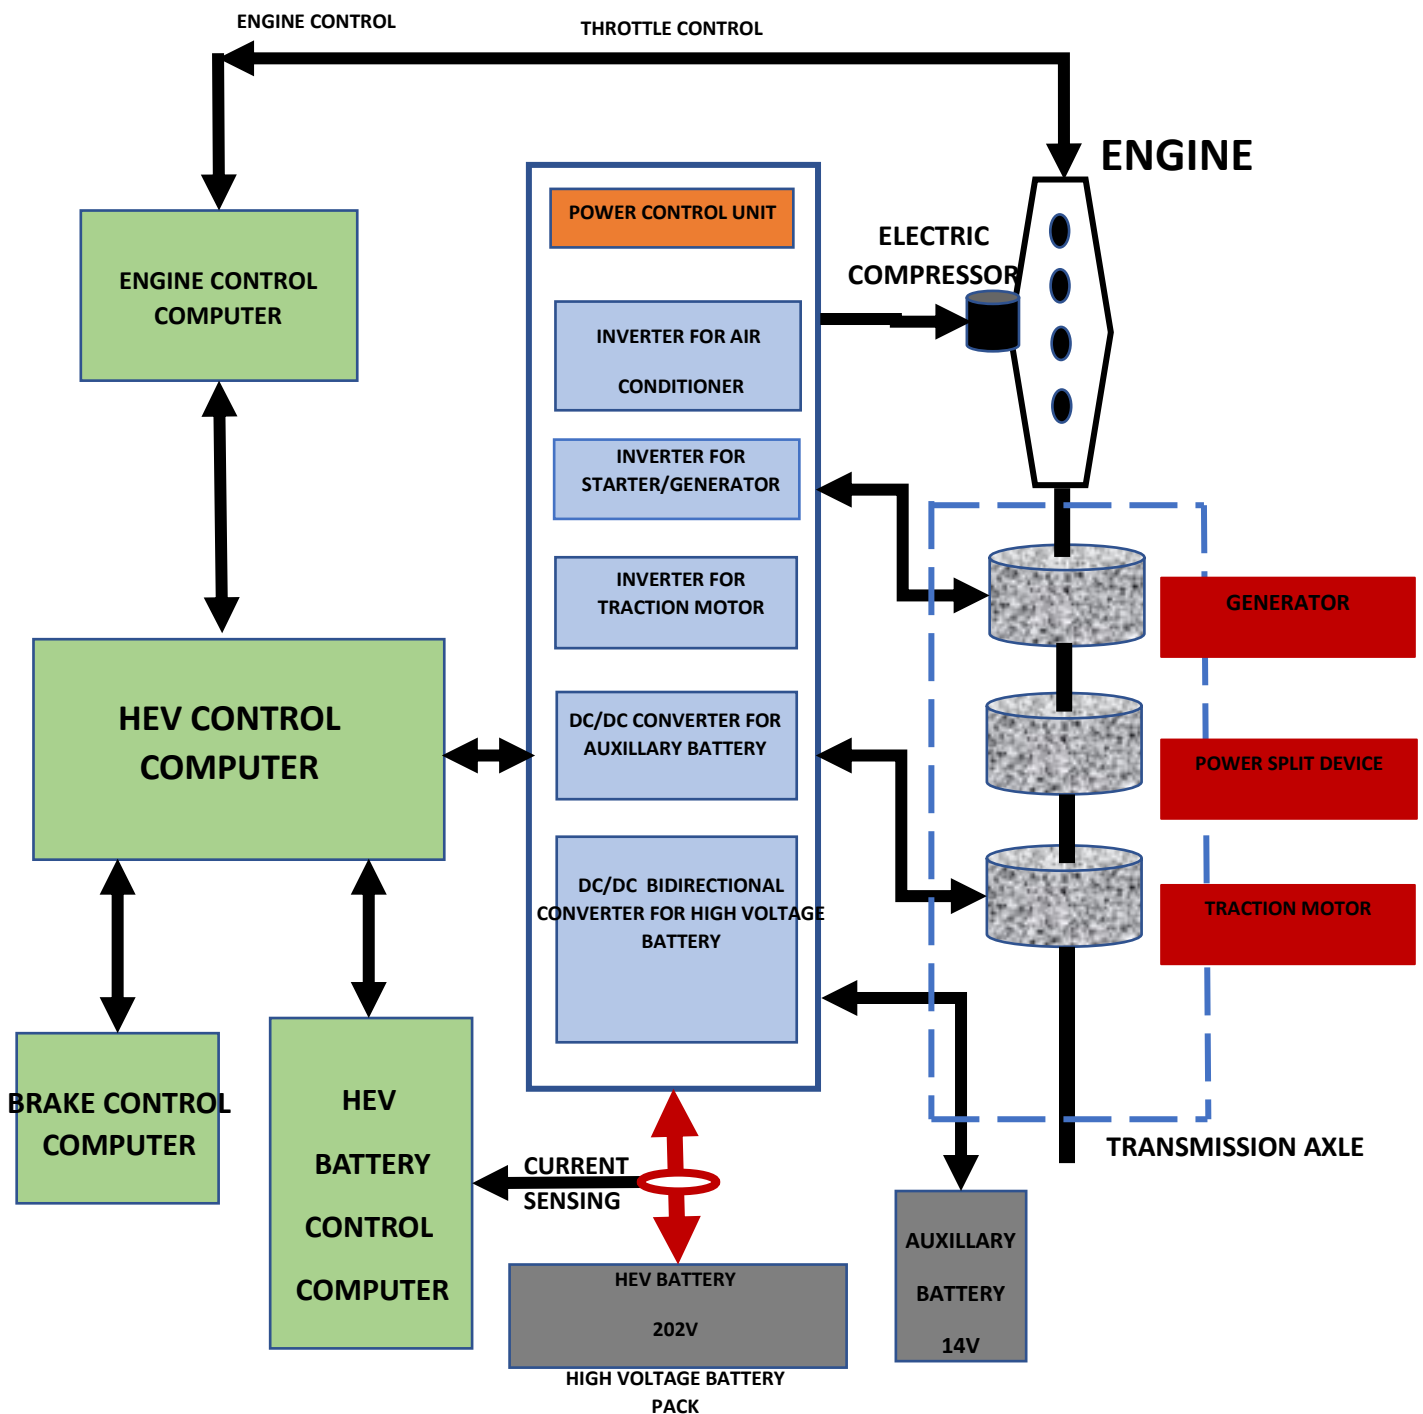 ENGINE CONTROL
THROTTLE CONTROL
ENGINE
POWER CONTROL UNIT
ELECTRIC
COMPRESSOR
ENGINE CONTROL
COMPUTER
INVERTER FOR AIR
CONDITIONER
INVERTER FOR
STARTER/GENERATOR
INVERTER FOR
TRACTION MOTOR
GENERATOR
HEV CONTROL
COMPUTER
DC/DC CONVERTER FOR
AUXILLARY BATTERY
POWER SPLIT DEVICE
DC/DC  BIDIRECTIONAL
CONVERTER FOR HIGH VOLTAGE
BATTERY
TRACTION MOTOR
BRAKE CONTROL
COMPUTER
HEV
BATTERY
CONTROL
COMPUTER
CURRENT
SENSING
TRANSMISSION AXLE
AUXILLARY
BATTERY
14V
HEV BATTERY
202V
HIGH VOLTAGE BATTERY
PACK